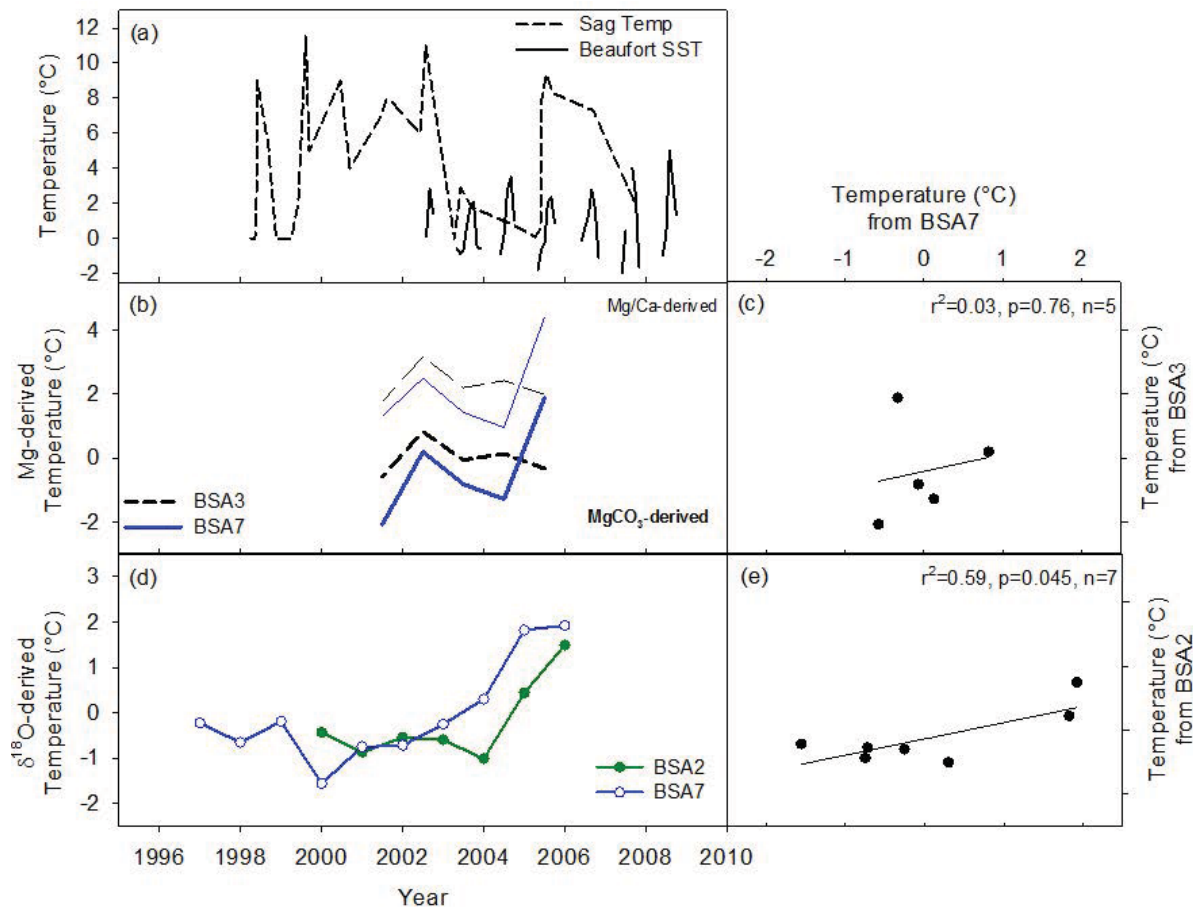 (a)
Sag Temp
Beaufort SST
12
10
8
6
4
2
0
-2
Temperature (°C)
Temperature (°C)
from BSA7
-2 -1 0 1 2
(b)
Mg/Ca-derived
4
2
0
-2
Mg-derived
Temperature (°C)
BSA3
BSA7
MgCO₃-derived
(c)
r²=0.03, p=0.76, n=5
Temperature (°C)
from BSA3
(d)
3
2
1
0
-1
-2
δ¹⁸O-derived
Temperature (°C)
BSA2
BSA7
(e)
r²=0.59, p=0.045, n=7
Temperature (°C)
from BSA2
1996 1998 2000 2002 2004 2006 2008 2010
Year